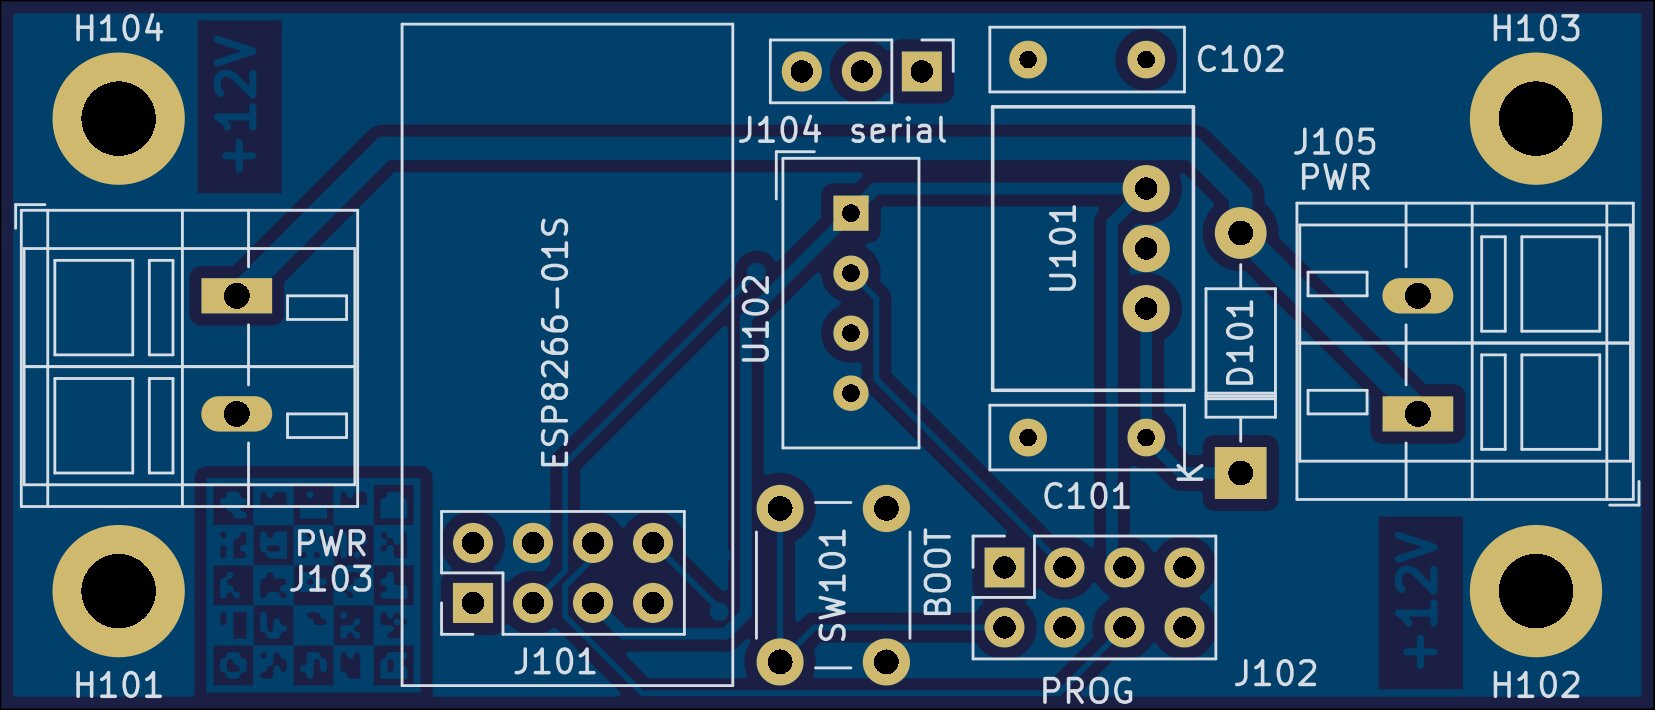 H104
+12V
C102
H103
J104 serial
J105
PWR
U101
ESP8266-01S
U102
D101
K
C101
PWR
J103
SW101
BOOT
+12V
H101
J101
PROG
J102
H102